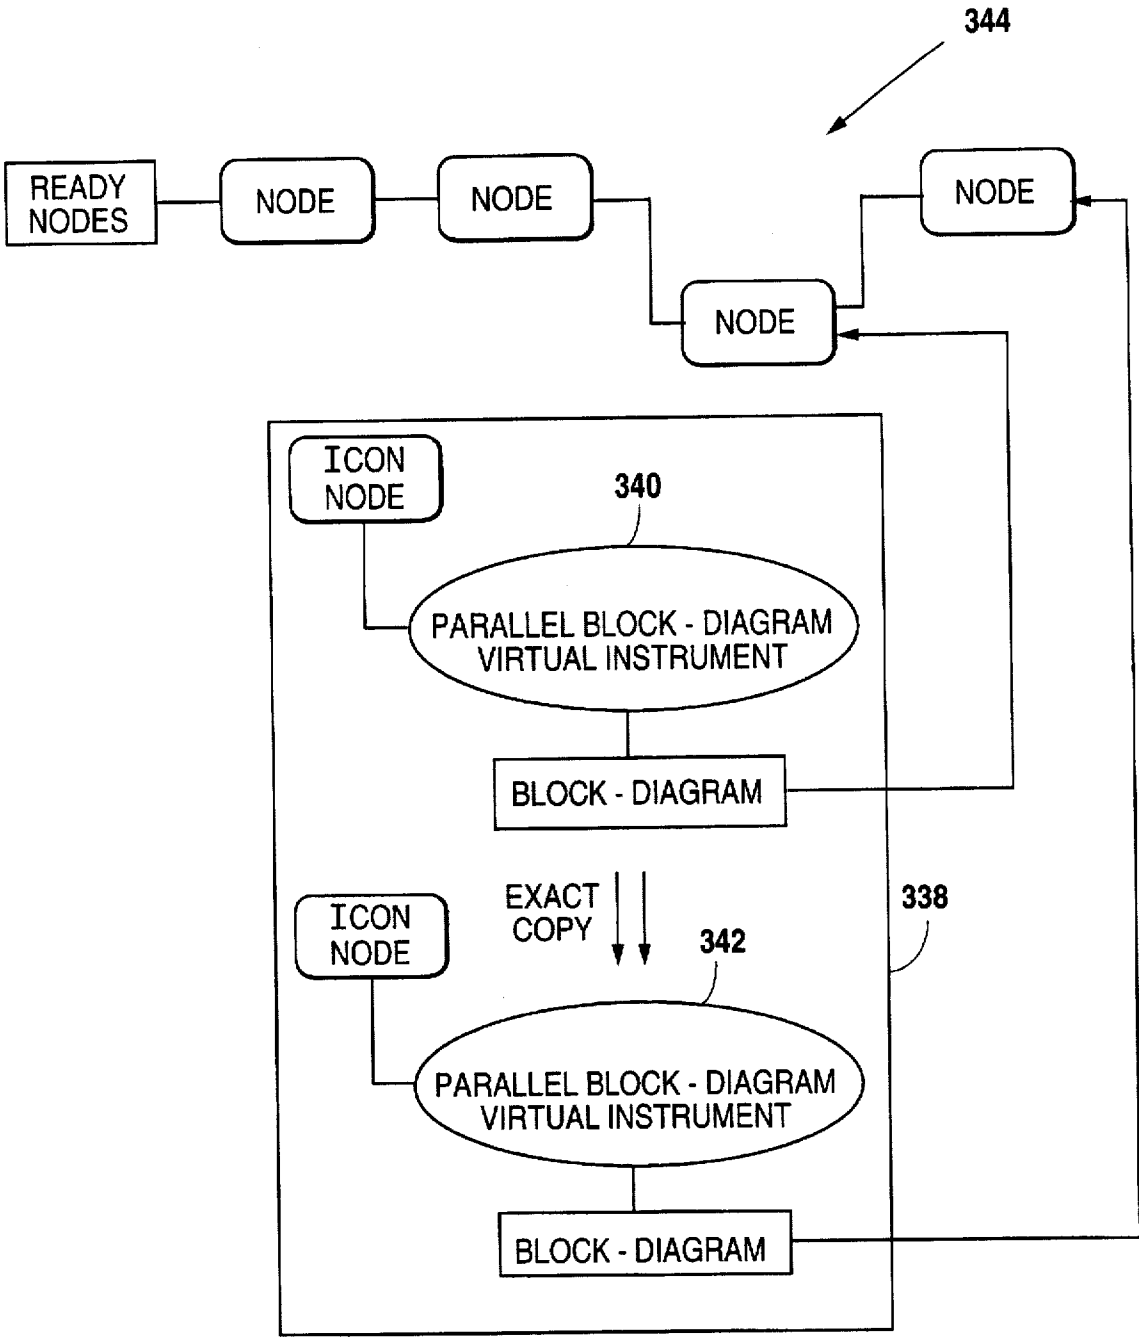 344
READY
NODES
NODE
NODE
NODE
NODE
ICON
NODE
340
PARALLEL BLOCK - DIAGRAM
VIRTUAL INSTRUMENT
BLOCK - DIAGRAM
EXACT
COPY
338
ICON
NODE
342
PARALLEL BLOCK - DIAGRAM
VIRTUAL INSTRUMENT
BLOCK - DIAGRAM